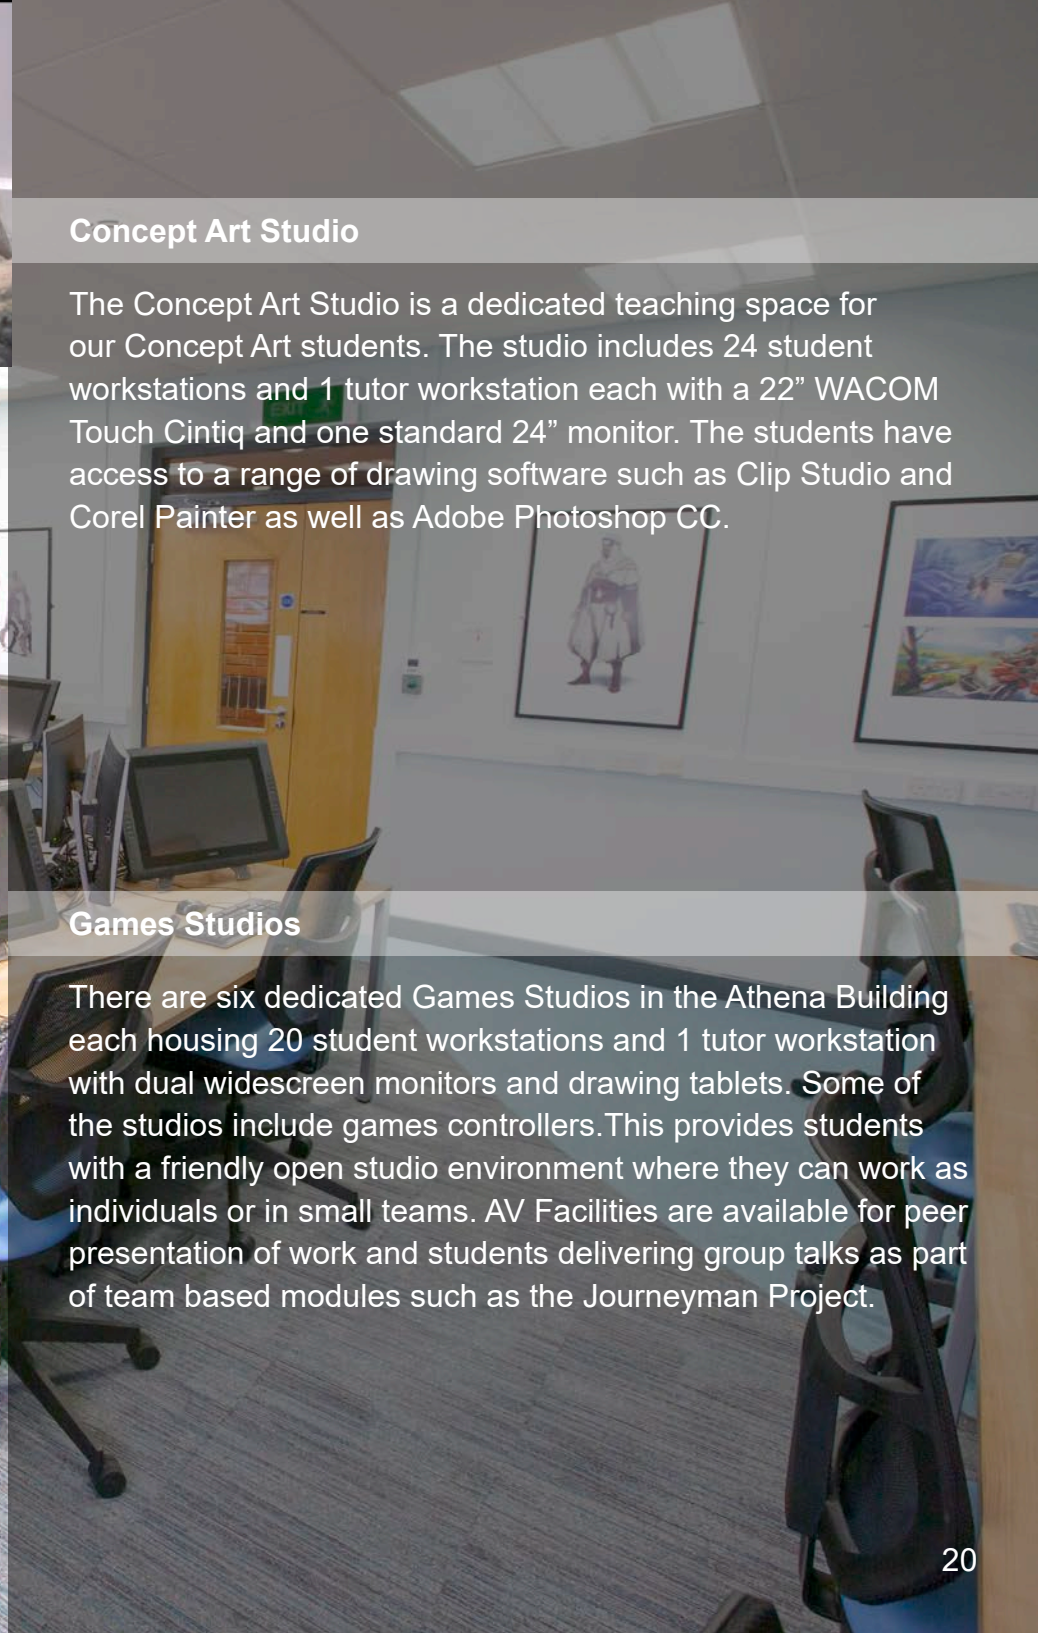 Concept Art Studio
The Concept Art Studio is a dedicated teaching space for
our Concept Art students. The studio includes 24 student
workstations and 1 tutor workstation each with a 22” WACOM
Touch Cintiq and one standard 24” monitor. The students have
access to a range of drawing software such as Clip Studio and
Corel Painter as well as Adobe Photoshop CC.
EXIT
Games Studios
There are six dedicated Games Studios in the Athena Building
each housing 20 student workstations and 1 tutor workstation
with dual widescreen monitors and drawing tablets. Some of
the studios include games controllers.This provides students
with a friendly open studio environment where they can work as
individuals or in small teams. AV Facilities are available for peer
presentation of work and students delivering group talks as part
of team based modules such as the Journeyman Project.
20